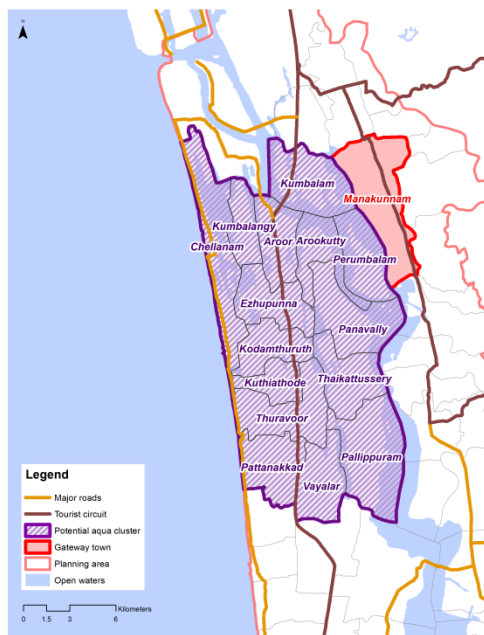 N
Kumbalam
Manakunnam
Kumbalangy
Aroor
Arookutty
Chellanam
Perumbalam
Ezhupunna
Panavally
Kodamthuruth
Kuthiathode
Thaikattussery
Thuravoor
Pattanakkad
Pallippuram
Vayalar
Legend
Major roads
Tourist circuit
Potential aqua cluster
Gateway town
Planning area
Open waters
Kilometers
0 1.5 3 6